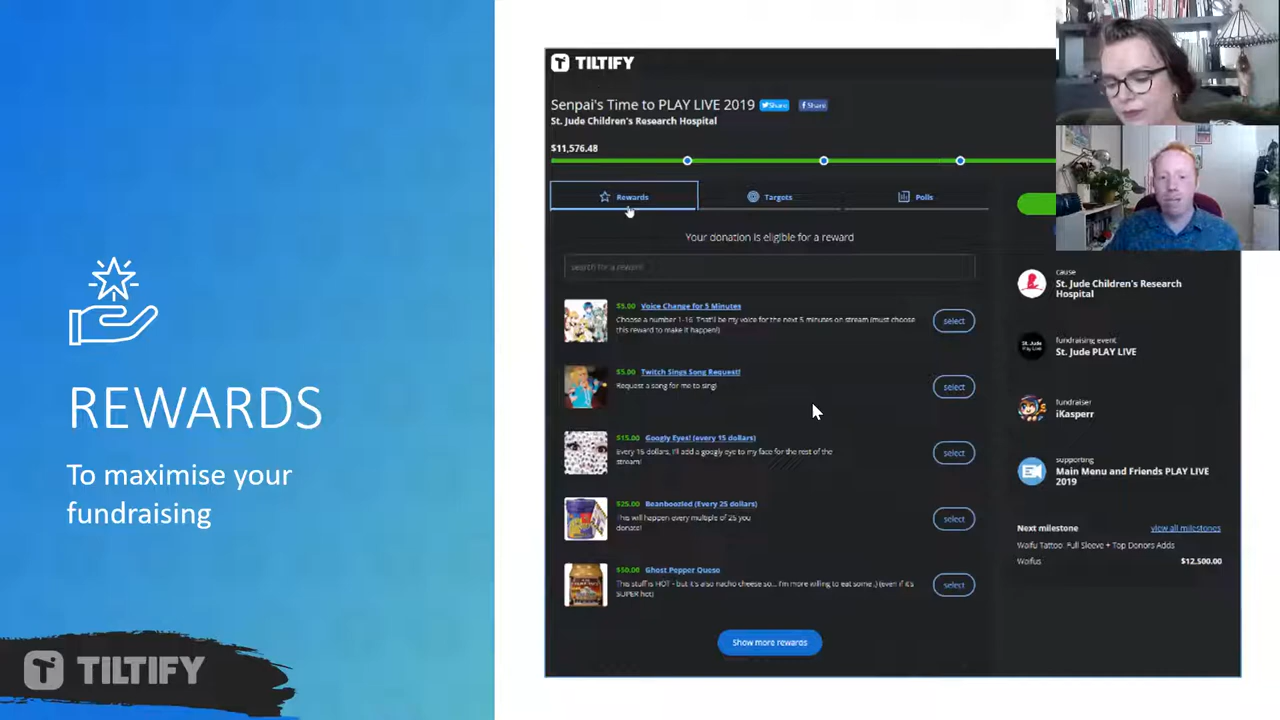 REWARDS
To maximise your
fundraising
TILTIFY
TILTIFY
Senpai's Time to PLAY LIVE 2019
Share
Share
St. Jude Children's Research Hospital
$11,576.48
Rewards
Targets
Polls
Your donation is eligible for a reward
search for a reward
$5.00 Voice Change for 5 Minutes
Choose a number 1-16. That'll be my voice for the next 5 minutes on stream (must choose
this reward to make it happen!)
select
$5.00 Twitch Sings Song Request!
Request a song for me to sing!
select
$15.00 Googly Eyes! (every 15 dollars)
Every 15 dollars, I'll add a googly eye to my face for the rest of the
stream!
select
$25.00 Beanboozled (Every 25 dollars)
This will happen every multiple of 25 you
donate!
select
$50.00 Ghost Pepper Queso
This stuff is HOT - but it's also nacho cheese so... I'm more willing to eat some ;) (even if it's
SUPER hot)
select
Show more rewards
cause
St. Jude Children's Research
Hospital
St. Jude
PLAY LIVE
fundraising event
St. Jude PLAY LIVE
fundraiser
iKasperr
supporting
Main Menu and Friends PLAY LIVE
2019
Next milestone
view all milestones
Waifu Tattoo: Full Sleeve + Top Donors Adds
Waifus
$12,500.00